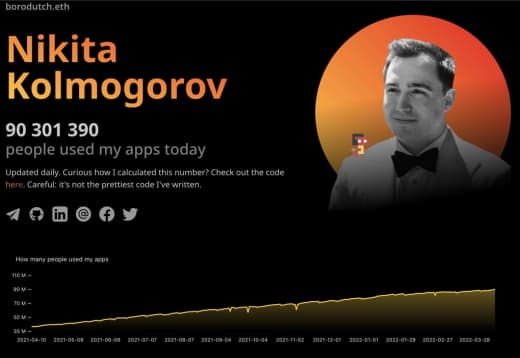 borodutch.eth
Nikita
Kolmogorov
90 301 390
people used my apps today
Updated daily. Curious how I calculated this number? Check out the code
here. Careful: it's not the prettiest code I've written.
How many people used my apps
110 M
90 M
70 M
50 M
30 M
2021-04-10 2021-05-09 2021-06-08 2021-07-07 2021-08-07 2021-09-05 2021-10-04 2021-11-02 2021-12-01 2022-01-01 2022-01-29 2022-02-27 2022-03-28